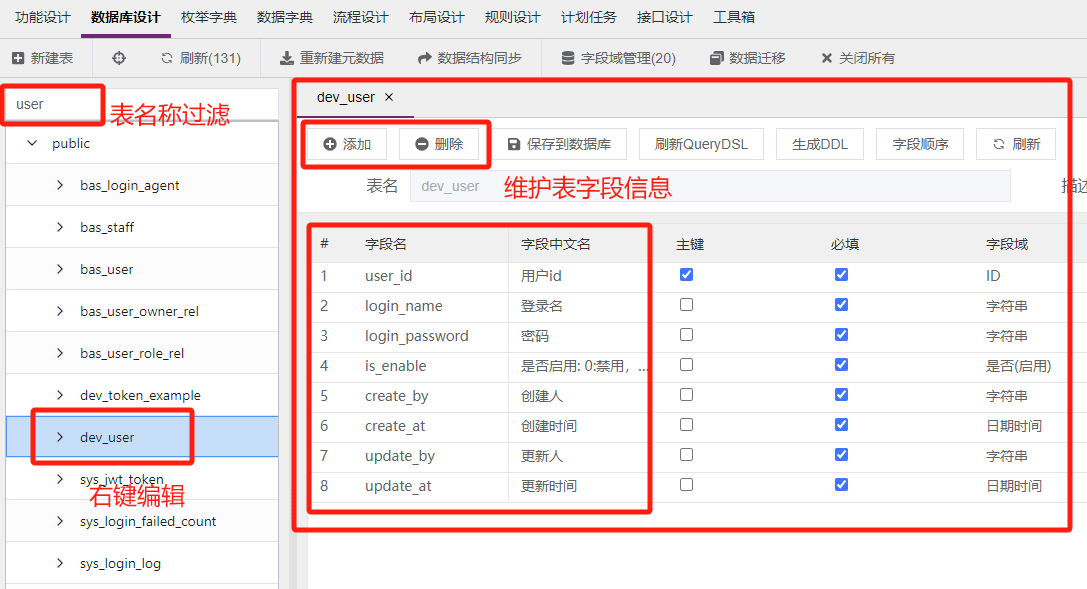 功能设计 数据库设计 枚举字典 数据字典 流程设计 布局设计 规则设计 计划任务 接口设计 工具箱
新建表 刷新(131) 重新建元数据 数据结构同步 字段域管理(20) 数据迁移 关闭所有
user
表名称过滤
public
bas_login_agent
bas_staff
bas_user
bas_user_owner_rel
bas_user_role_rel
dev_token_example
dev_user
sys_jwt_token
右键编辑
sys_login_failed_count
sys_login_log
dev_user
添加 删除 保存到数据库 刷新QueryDSL 生成DDL 字段顺序 刷新
表名 dev_user 维护表字段信息 描述
# 字段名 字段中文名 主键 必填 字段域
1 user_id 用户id ID
2 login_name 登录名 字符串
3 login_password 密码 字符串
4 is_enable 是否启用: 0:禁用，... 是否(启用)
5 create_by 创建人 字符串
6 create_at 创建时间 日期时间
7 update_by 更新人 字符串
8 update_at 更新时间 日期时间